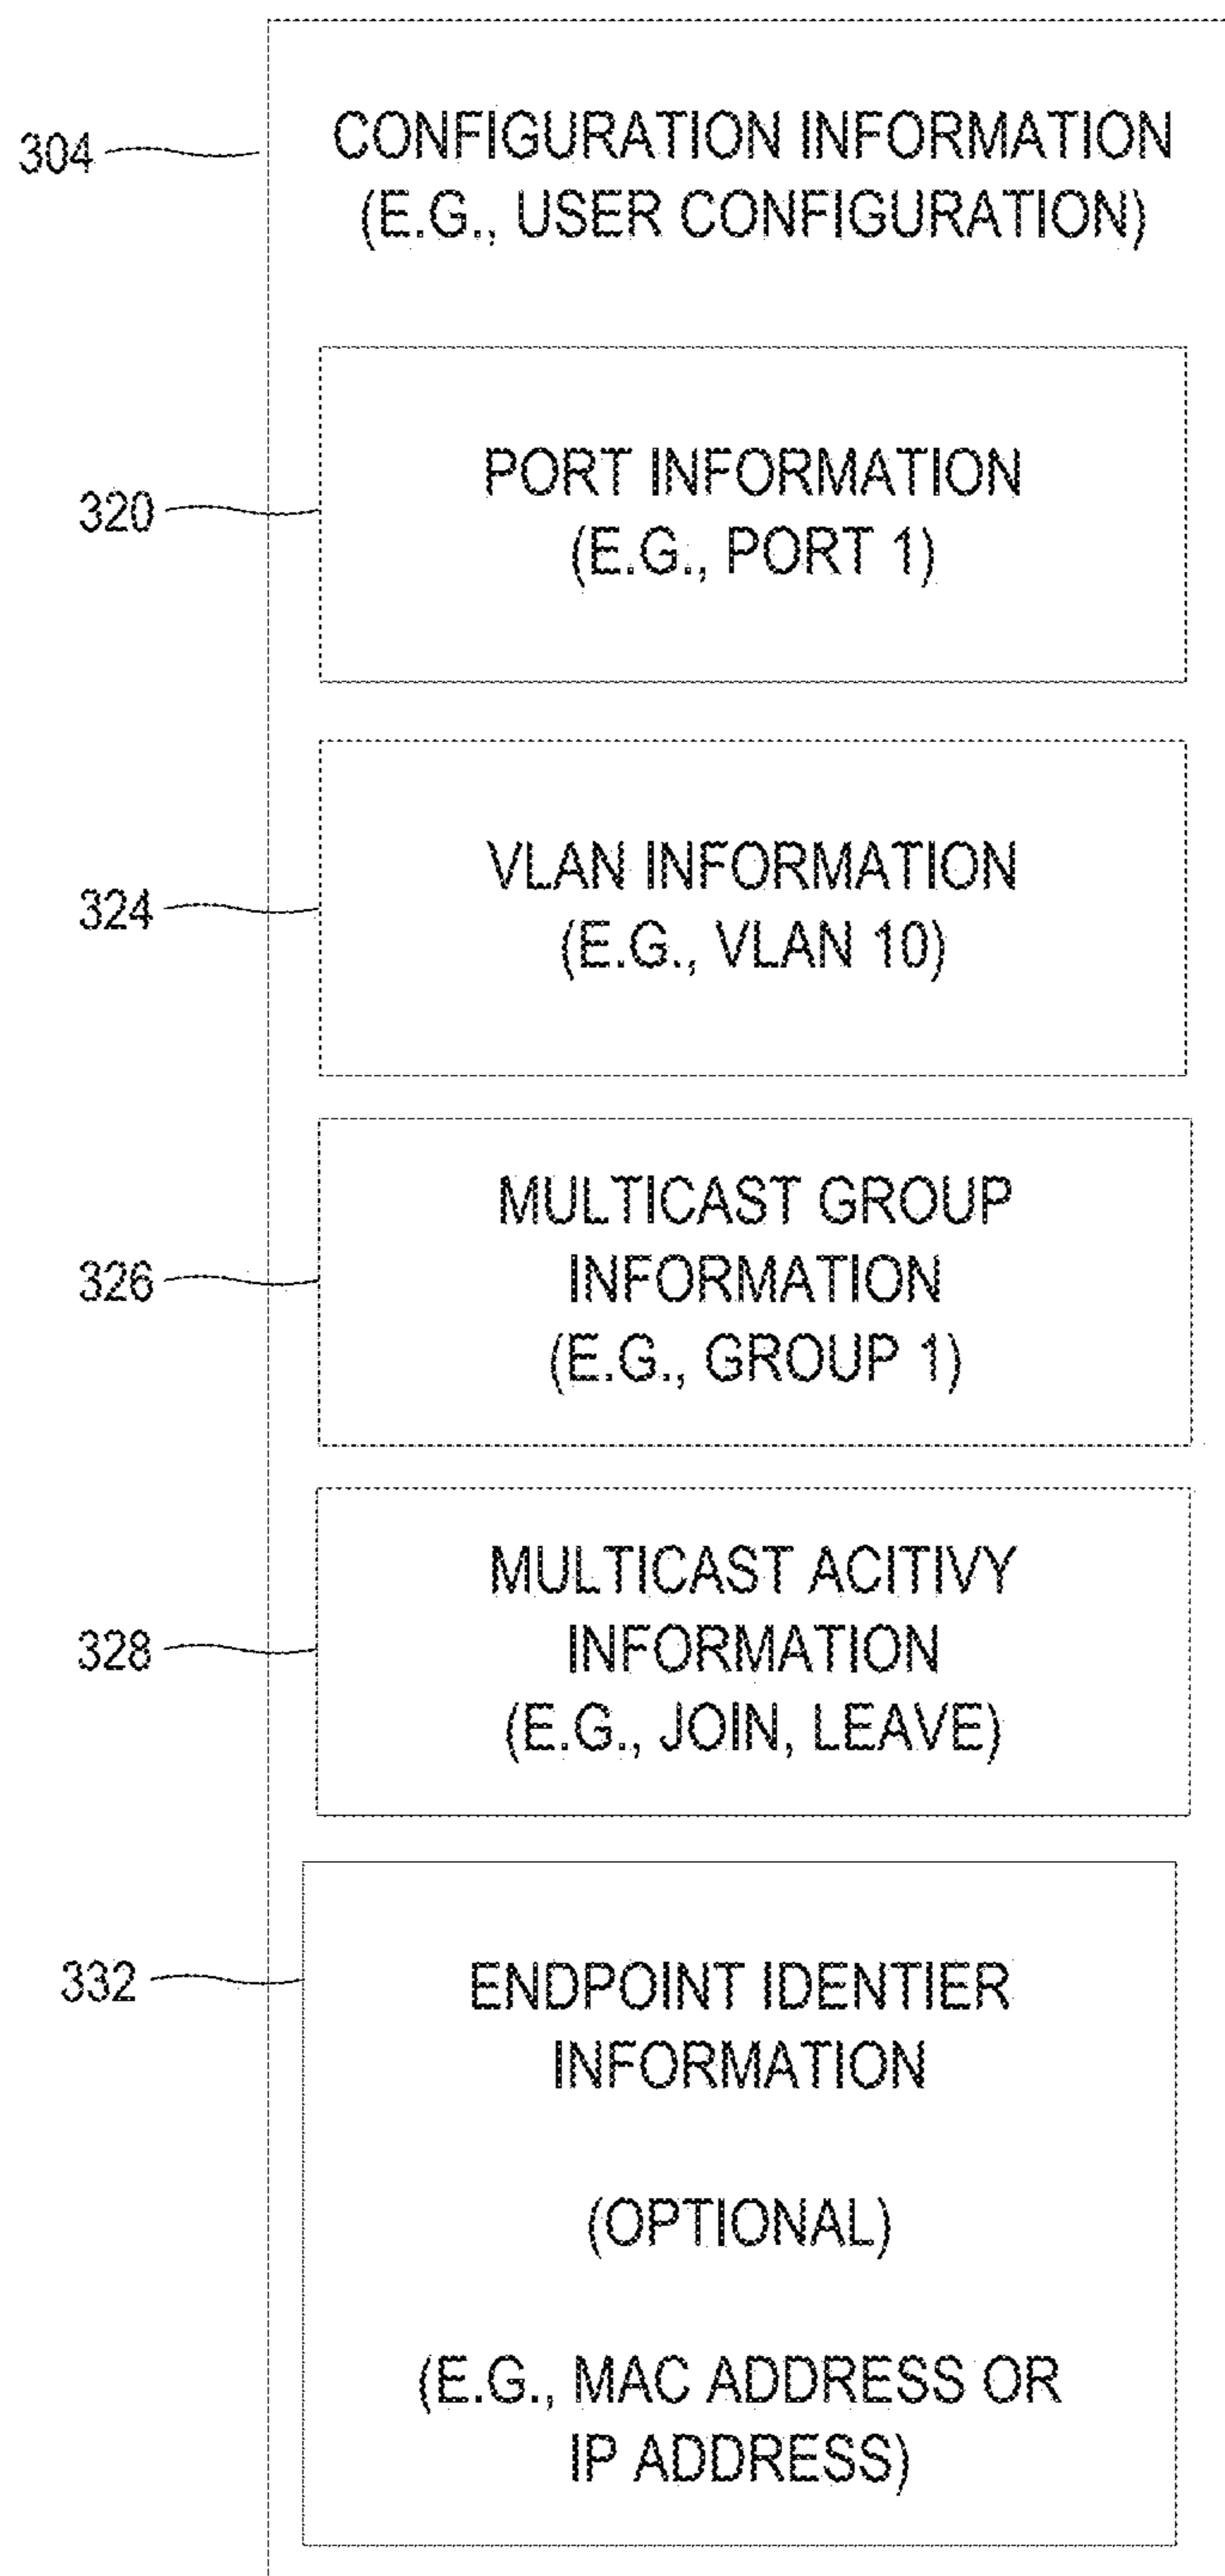 304
CONFIGURATION INFORMATION
(E.G., USER CONFIGURATION)
320
PORT INFORMATION
(E.G., PORT 1)
324
VLAN INFORMATION
(E.G., VLAN 10)
326
MULTICAST GROUP
INFORMATION
(E.G., GROUP 1)
328
MULTICAST ACITIVY
INFORMATION
(E.G., JOIN, LEAVE)
332
ENDPOINT IDENTIER
INFORMATION
(OPTIONAL)
(E.G., MAC ADDRESS OR
IP ADDRESS)